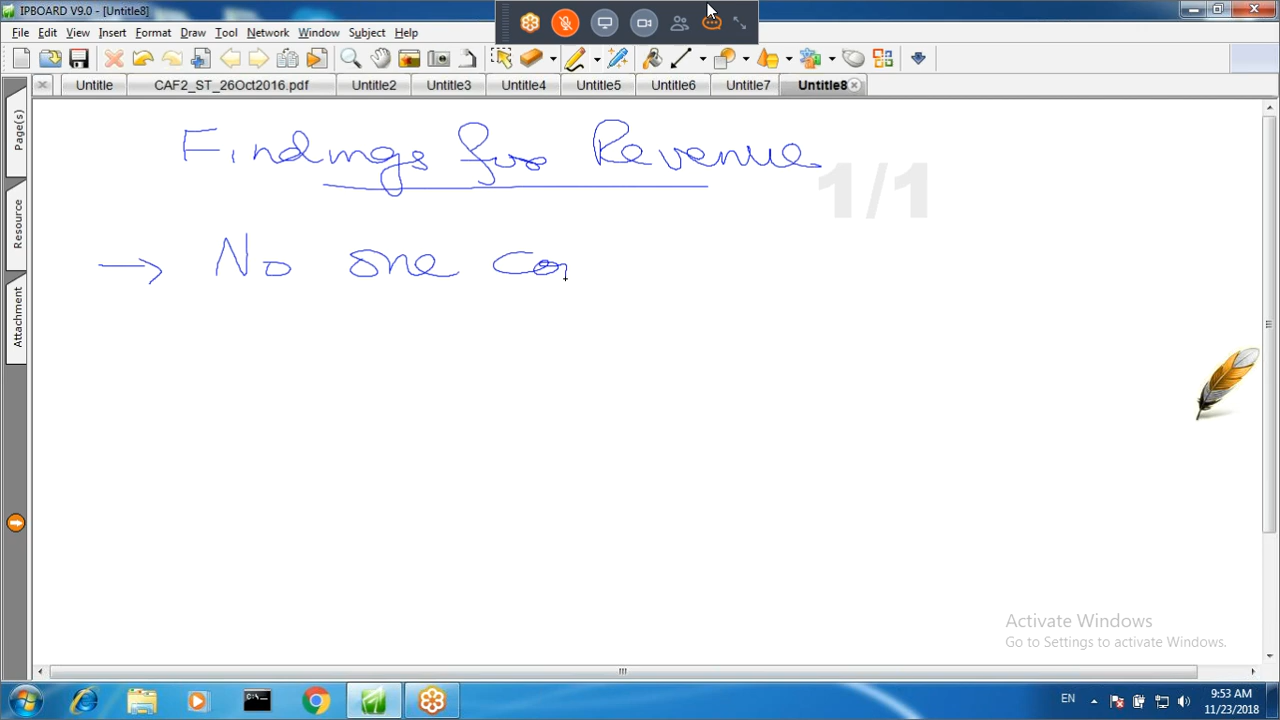 IPBOARD V9.0 - [Untitle8]
File Edit View Insert Format Draw Tool Network Window Subject Help
Untitle CAF2_ST_26Oct2016.pdf Untitle2 Untitle3 Untitle4 Untitle5 Untitle6 Untitle7 Untitle8
Page(s)
Resource
Attachment
Findings for Revenue
1/1
→ No one
Activate Windows
Go to Settings to activate Windows.
EN
9:53 AM
11/23/2018